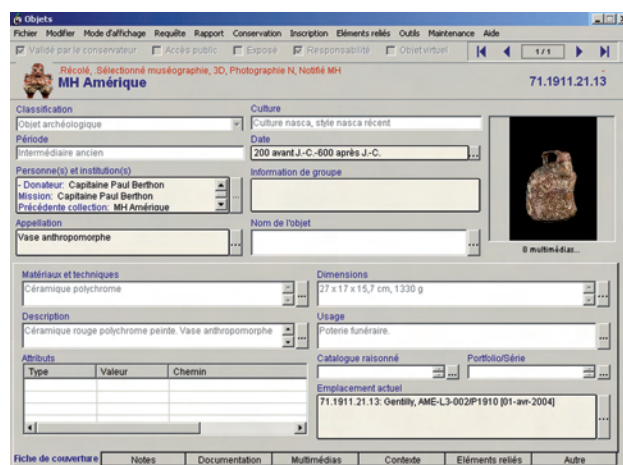 Objets
Fichier Modifier Mode d'affichage Requête Rapport Conservation Inscription Eléments reliés Outils Maintenance Aide
Validé par le conservateur Accès public Exposé Responsabilité Objet virtuel 1/1
.Récolé, .Sélectionné muséographie, 3D, Photographie N, Notifié MH
MH Amérique 71.1911.21.13
Classification Culture
Objet archéologique Culture nasca, style nasca récent
Période Date
Intermédiaire ancien 200 avant J.-C.-600 après J.-C.
Personne(s) et institution(s) Information de groupe
- Donateur: Capitaine Paul Berthon
Mission: Capitaine Paul Berthon
Précédente collection: MH Amérique
Appellation Nom de l'objet
Vase anthropomorphe
0 multimédias...
Matériaux et techniques Dimensions
Céramique polychrome 27 x 17 x 15,7 cm, 1330 g
Description Usage
Céramique rouge polychrome peinte. Vase anthropomorphe Poterie funéraire.
Attributs Catalogue raisonné Portfolio/Série
Type Valeur Chemin
Emplacement actuel
71.1911.21.13: Gentilly, AME-L3-002/P1910 [01-avr-2004]
Fiche de couverture Notes Documentation Multimédias Contexte Eléments reliés Autre